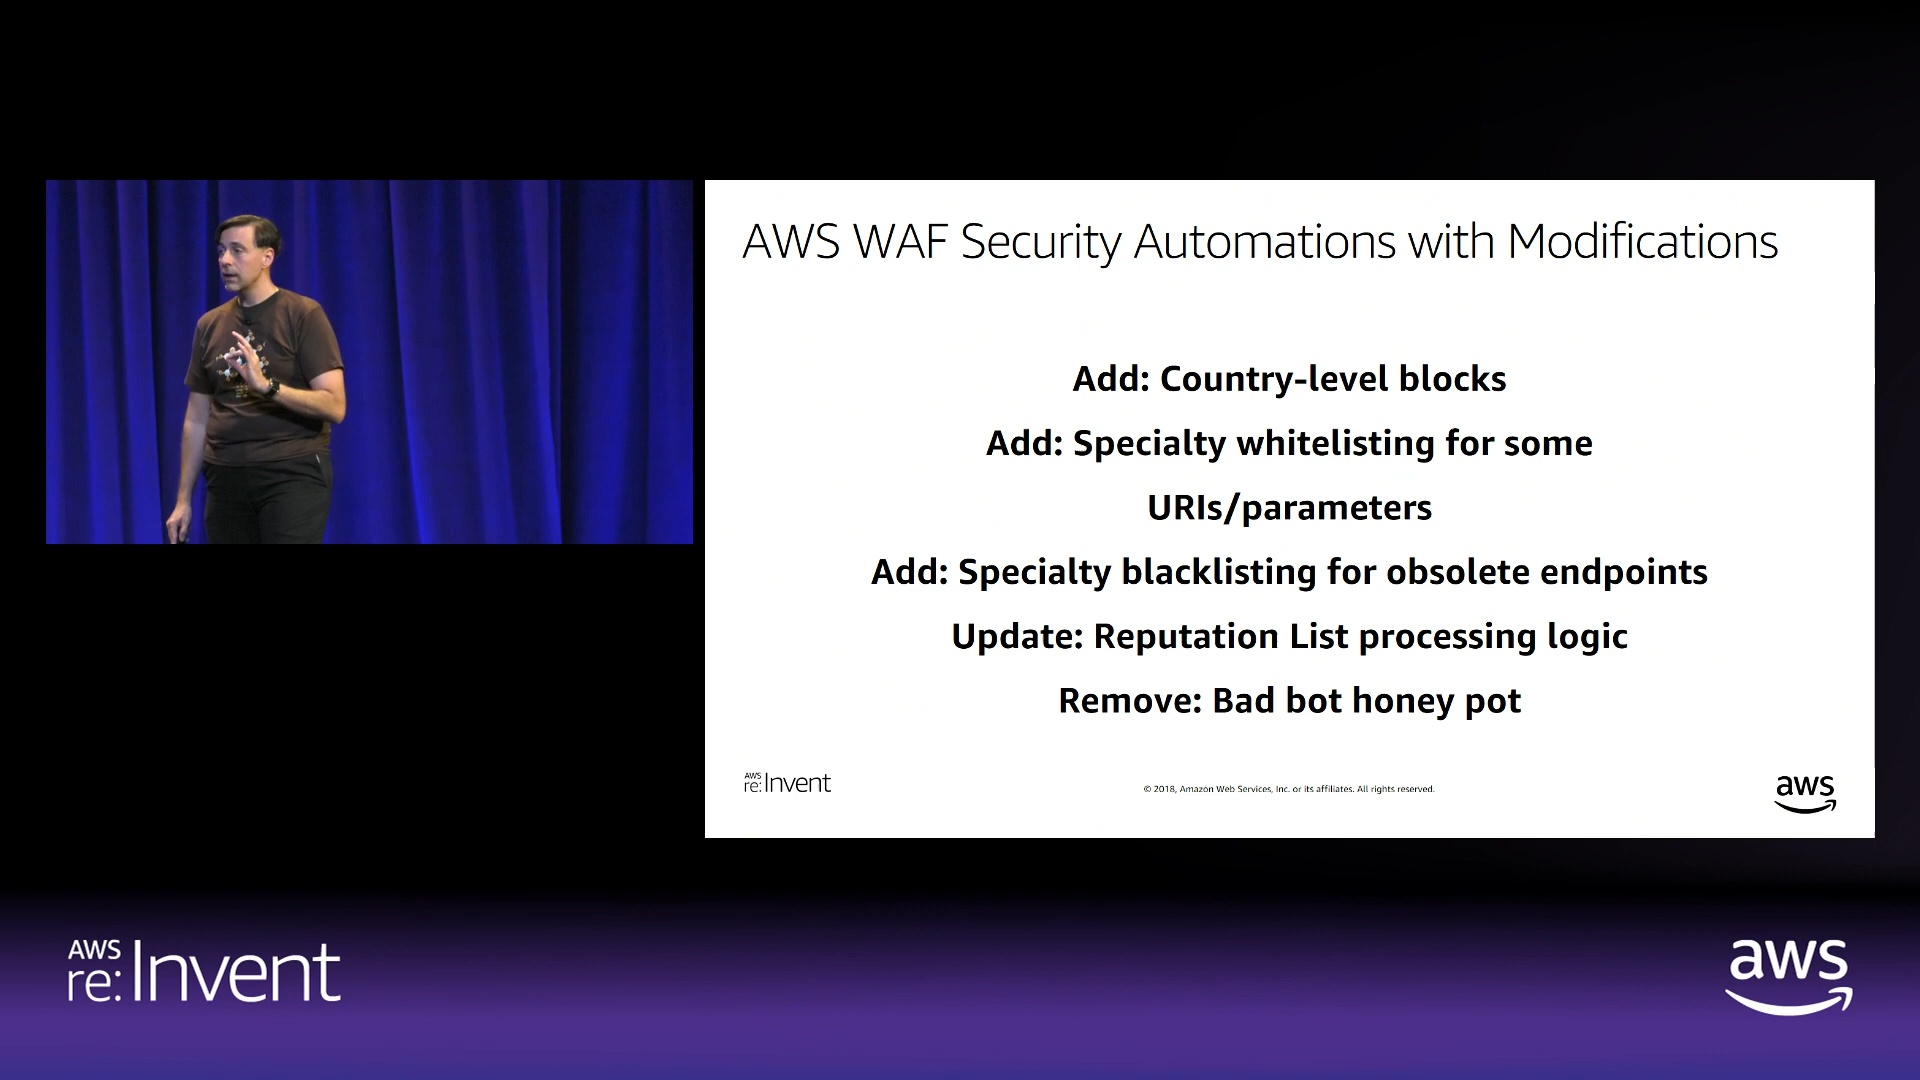 AWS WAF Security Automations with Modifications
Add: Country-level blocks
Add: Specialty whitelisting for some
URIs/parameters
Add: Specialty blacklisting for obsolete endpoints
Update: Reputation List processing logic
Remove: Bad bot honey pot
AWS
re:Invent
© 2018, Amazon Web Services, Inc. or its affiliates. All rights reserved.
aws
AWS
re:Invent
aws